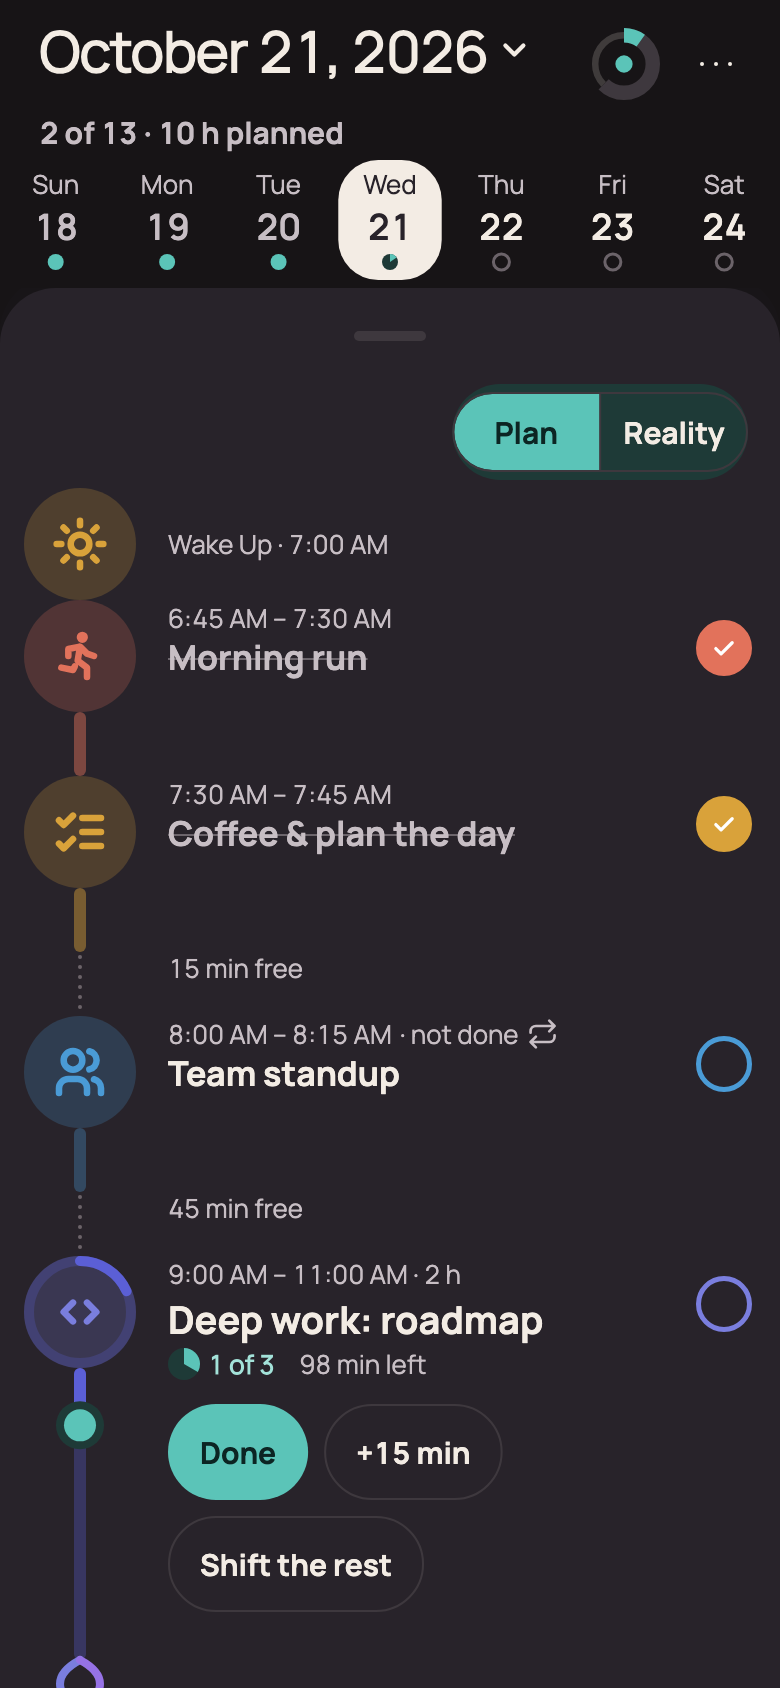 October 21, 2026
...
2 of 13 · 10 h planned
Sun Mon Tue Wed Thu Fri Sat
18 19 20 21 22 23 24
Plan Reality
Wake Up · 7:00 AM
6:45 AM – 7:30 AM
Morning run
7:30 AM – 7:45 AM
Coffee & plan the day
15 min free
8:00 AM – 8:15 AM · not done
Team standup
45 min free
9:00 AM – 11:00 AM · 2 h
Deep work: roadmap
1 of 3 98 min left
Done +15 min
Shift the rest